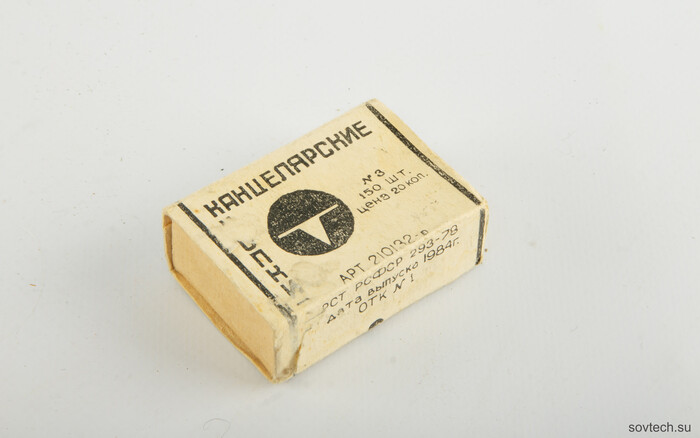 КАНЦЕЛЯРСКИЕ
№ 3
150 ШТ.
ЦЕНА 20 КОП.
АРТ. 210132-
РСТ РСФСР 293-78
ДАТА ВЫПУСКА 1984Г.
ОТК № 1
sovtech.su